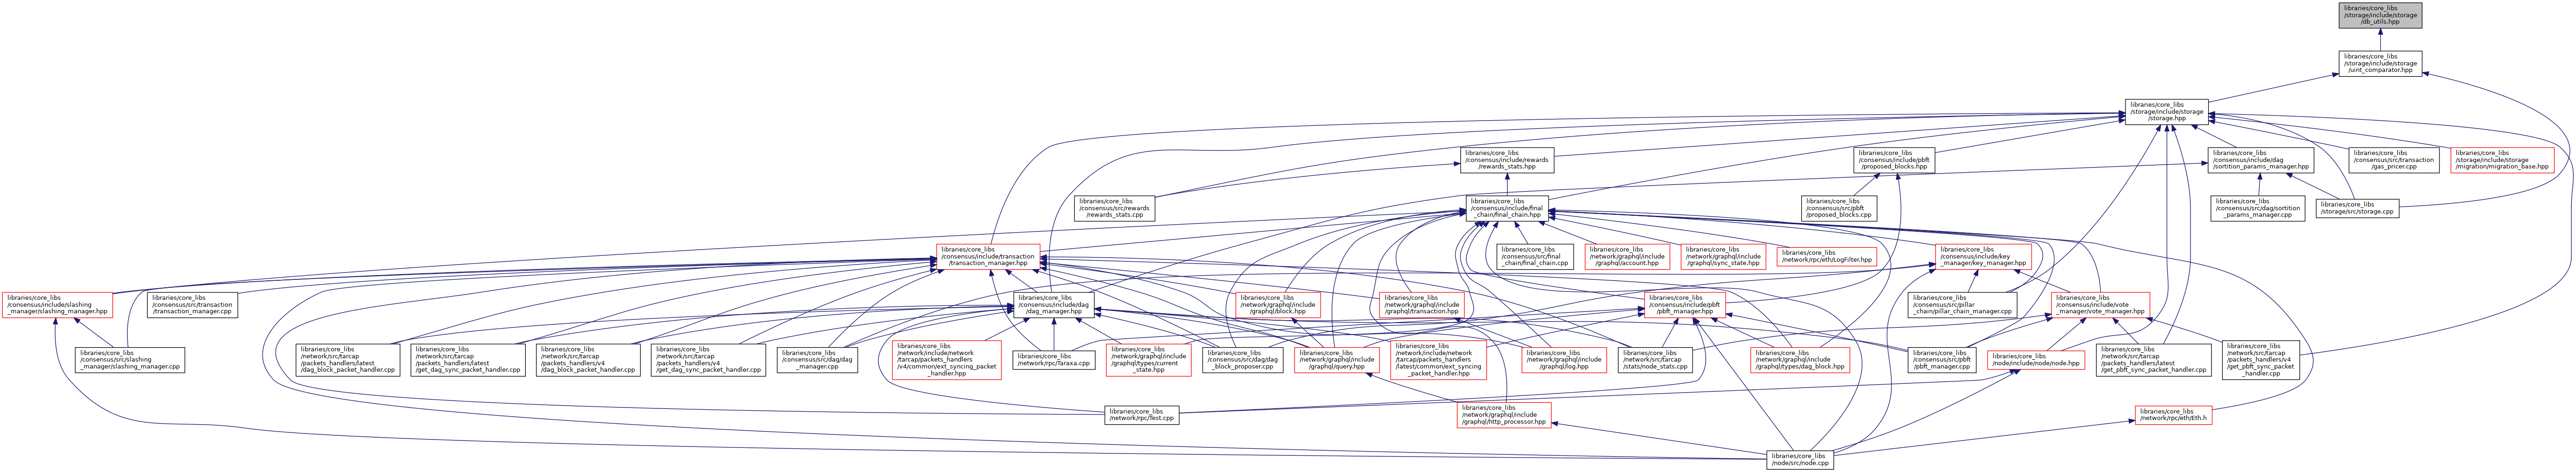 libraries/core_libs
/storage/include/storage
/db_utils.hpp
libraries/core_libs
/storage/include/storage
/uint_comparator.hpp
libraries/core_libs
/storage/include/storage
/storage.hpp
libraries/core_libs
/consensus/include/rewards
/rewards_stats.hpp
libraries/core_libs
/consensus/include/pbft
/proposed_blocks.hpp
libraries/core_libs
/consensus/include/dag
/sortition_params_manager.hpp
libraries/core_libs
/consensus/src/transaction
/gas_pricer.cpp
libraries/core_libs
/storage/include/storage
/migration/migration_base.hpp
libraries/core_libs
/consensus/src/rewards
/rewards_stats.cpp
libraries/core_libs
/consensus/include/final
_chain/final_chain.hpp
libraries/core_libs
/consensus/src/pbft
/proposed_blocks.cpp
libraries/core_libs
/consensus/src/dag/sortition
_params_manager.cpp
libraries/core_libs
/storage/src/storage.cpp
libraries/core_libs
/consensus/include/transaction
/transaction_manager.hpp
libraries/core_libs
/consensus/src/final
_chain/final_chain.cpp
libraries/core_libs
/network/graphql/include
/graphql/account.hpp
libraries/core_libs
/network/graphql/include
/graphql/sync_state.hpp
libraries/core_libs
/network/rpc/eth/LogFilter.hpp
libraries/core_libs
/consensus/include/key
_manager/key_manager.hpp
libraries/core_libs
/consensus/include/slashing
_manager/slashing_manager.hpp
libraries/core_libs
/consensus/src/transaction
/transaction_manager.cpp
libraries/core_libs
/consensus/include/dag
/dag_manager.hpp
libraries/core_libs
/network/graphql/include
/graphql/block.hpp
libraries/core_libs
/network/graphql/include
/graphql/transaction.hpp
libraries/core_libs
/consensus/include/pbft
/pbft_manager.hpp
libraries/core_libs
/consensus/src/pillar
_chain/pillar_chain_manager.cpp
libraries/core_libs
/consensus/include/vote
_manager/vote_manager.hpp
libraries/core_libs
/consensus/src/slashing
_manager/slashing_manager.cpp
libraries/core_libs
/network/src/tarcap
/packets_handlers/latest
/dag_block_packet_handler.cpp
libraries/core_libs
/network/src/tarcap
/packets_handlers/latest
/get_dag_sync_packet_handler.cpp
libraries/core_libs
/network/src/tarcap
/packets_handlers/v4
/dag_block_packet_handler.cpp
libraries/core_libs
/network/src/tarcap
/packets_handlers/v4
/get_dag_sync_packet_handler.cpp
libraries/core_libs
/consensus/src/dag/dag
_manager.cpp
libraries/core_libs
/network/include/network
/tarcap/packets_handlers
/v4/common/ext_syncing_packet
_handler.hpp
libraries/core_libs
/network/rpc/Taraxa.cpp
libraries/core_libs
/network/graphql/include
/graphql/types/current
_state.hpp
libraries/core_libs
/consensus/src/dag/dag
_block_proposer.cpp
libraries/core_libs
/network/graphql/include
/graphql/query.hpp
libraries/core_libs
/network/include/network
/tarcap/packets_handlers
/latest/common/ext_syncing
_packet_handler.hpp
libraries/core_libs
/network/graphql/include
/graphql/log.hpp
libraries/core_libs
/network/src/tarcap
/stats/node_stats.cpp
libraries/core_libs
/network/graphql/include
/graphql/types/dag_block.hpp
libraries/core_libs
/consensus/src/pbft
/pbft_manager.cpp
libraries/core_libs
/node/include/node/node.hpp
libraries/core_libs
/network/src/tarcap
/packets_handlers/latest
/get_pbft_sync_packet_handler.cpp
libraries/core_libs
/network/src/tarcap
/packets_handlers/v4
/get_pbft_sync_packet
_handler.cpp
libraries/core_libs
/network/rpc/Test.cpp
libraries/core_libs
/network/graphql/include
/graphql/http_processor.hpp
libraries/core_libs
/network/rpc/eth/Eth.h
libraries/core_libs
/node/src/node.cpp